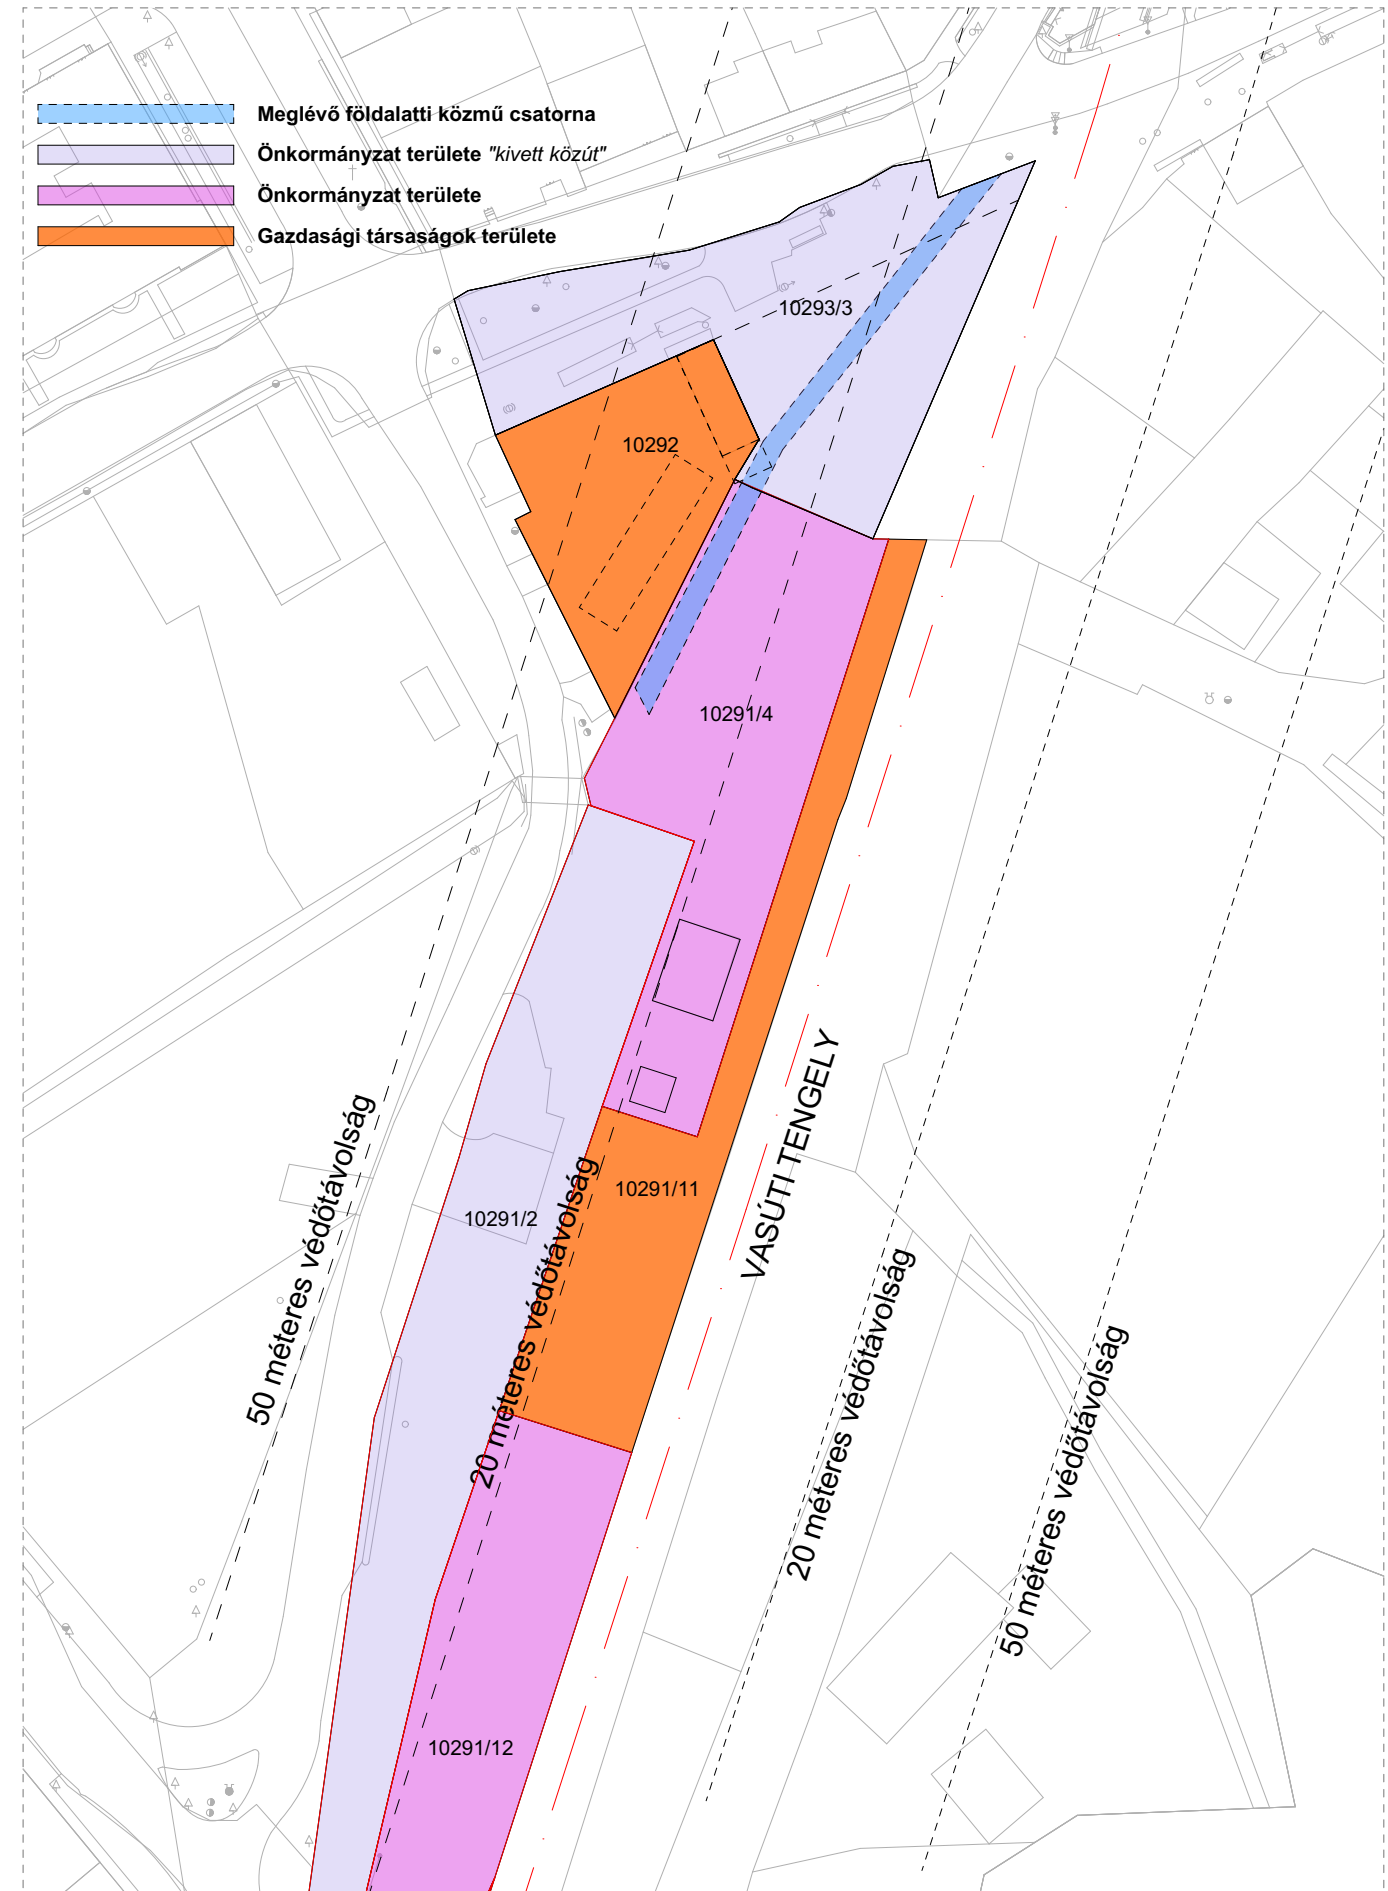 Meglévő földalatti közmű csatorna
Önkormányzat területe "kivett közút"
Önkormányzat területe
Gazdasági társaságok területe
10293/3
10292
10291/4
VASÚTI TENGELY
50 méteres védőtávolság
20 méteres védőtávolság
10291/11
10291/2
20 méteres védőtávolság
50 méteres védőtávolság
10291/12